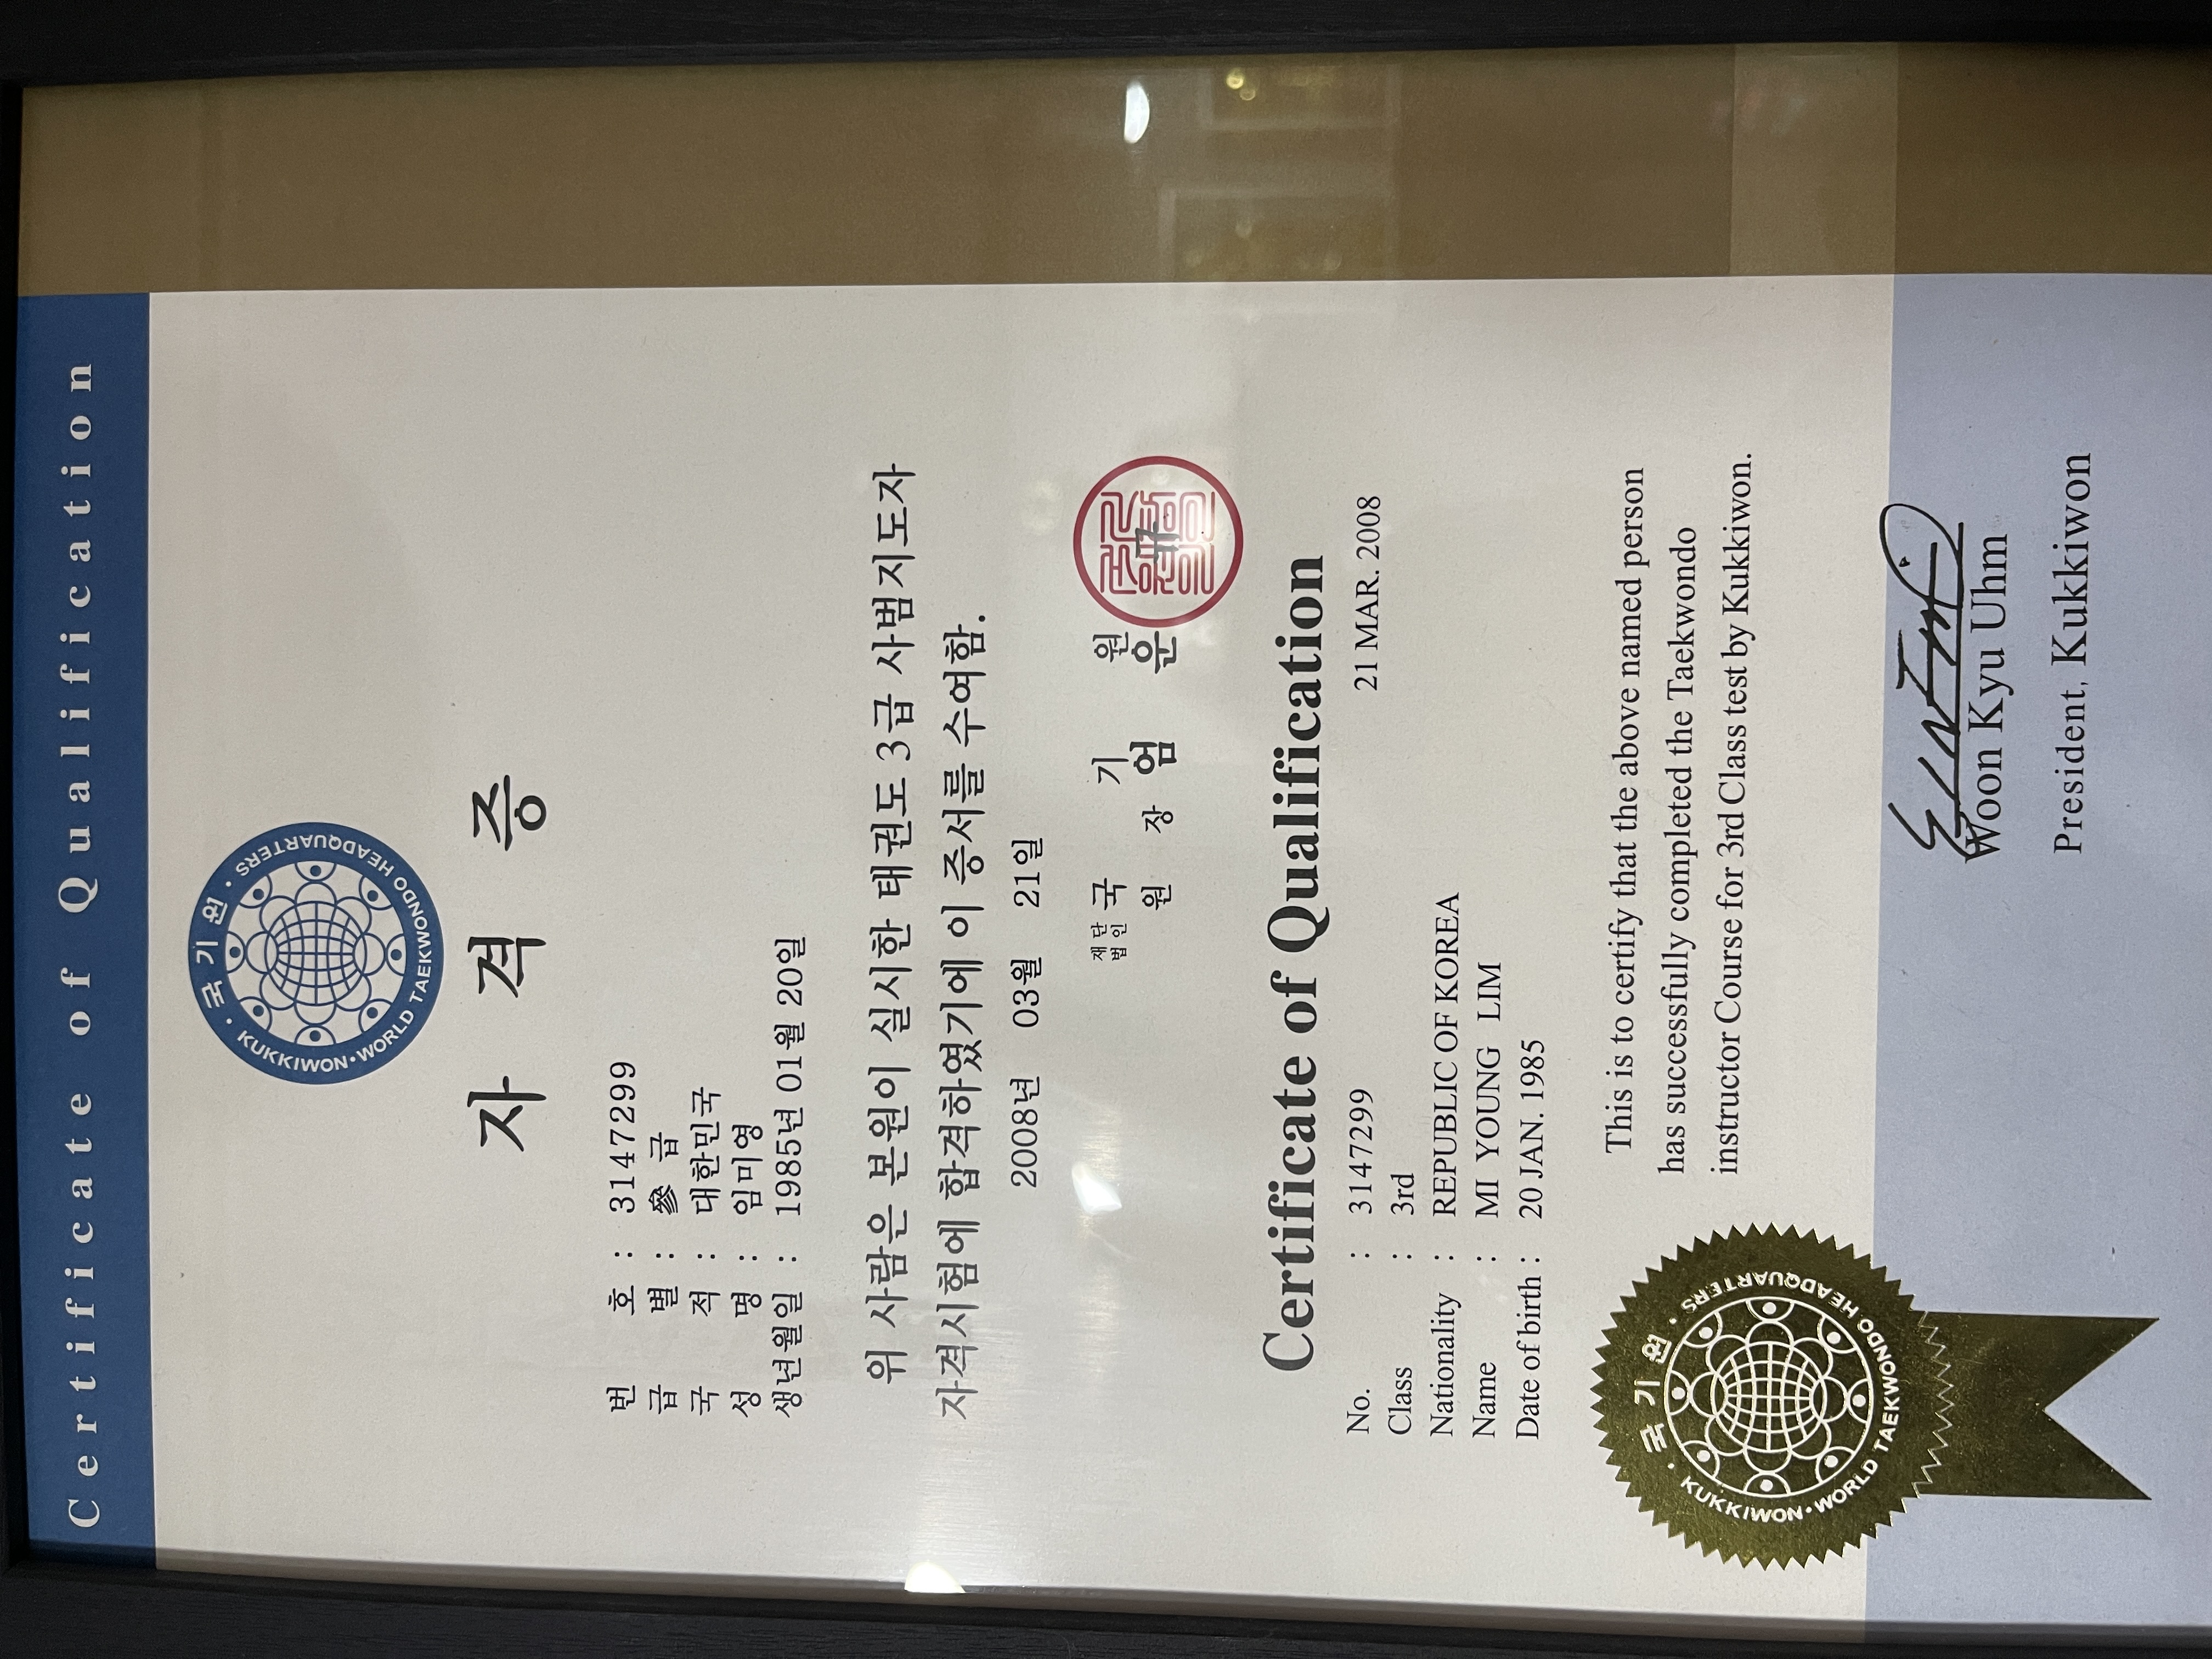 Certificate of Qualification
국기원
KUKKIWON • WORLD TAEKWONDO HEADQUARTERS
자 격 증
번 호 : 3147299
급 별 : 參 급
국 적 : 대한민국
성 명 : 임미영
생년월일 : 1985년 01월 20일
위 사람은 본원이 실시한 태권도 3급 사범지도자
자격시험에 합격하였기에 이 증서를 수여함.
2008년 03월 21일
재단법인 국 기 원
원 장 엄 운 규
Certificate of Qualification
No. : 3147299 21 MAR. 2008
Class : 3rd
Nationality : REPUBLIC OF KOREA
Name : MI YOUNG LIM
Date of birth : 20 JAN. 1985
This is to certify that the above named person
has successfully completed the Taekwondo
instructor Course for 3rd Class test by Kukkiwon.
국기원
KUKKIWON • WORLD TAEKWONDO HEADQUARTERS
Woon Kyu Uhm
President, Kukkiwon